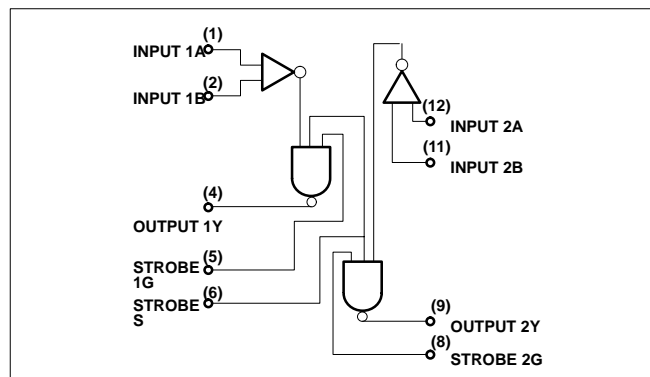 (1)
INPUT 1A
(2)
INPUT 1B
(4)
OUTPUT 1Y
(5)
STROBE
1G
(6)
STROBE
S
(12)
INPUT 2A
(11)
INPUT 2B
(9)
OUTPUT 2Y
(8)
STROBE 2G